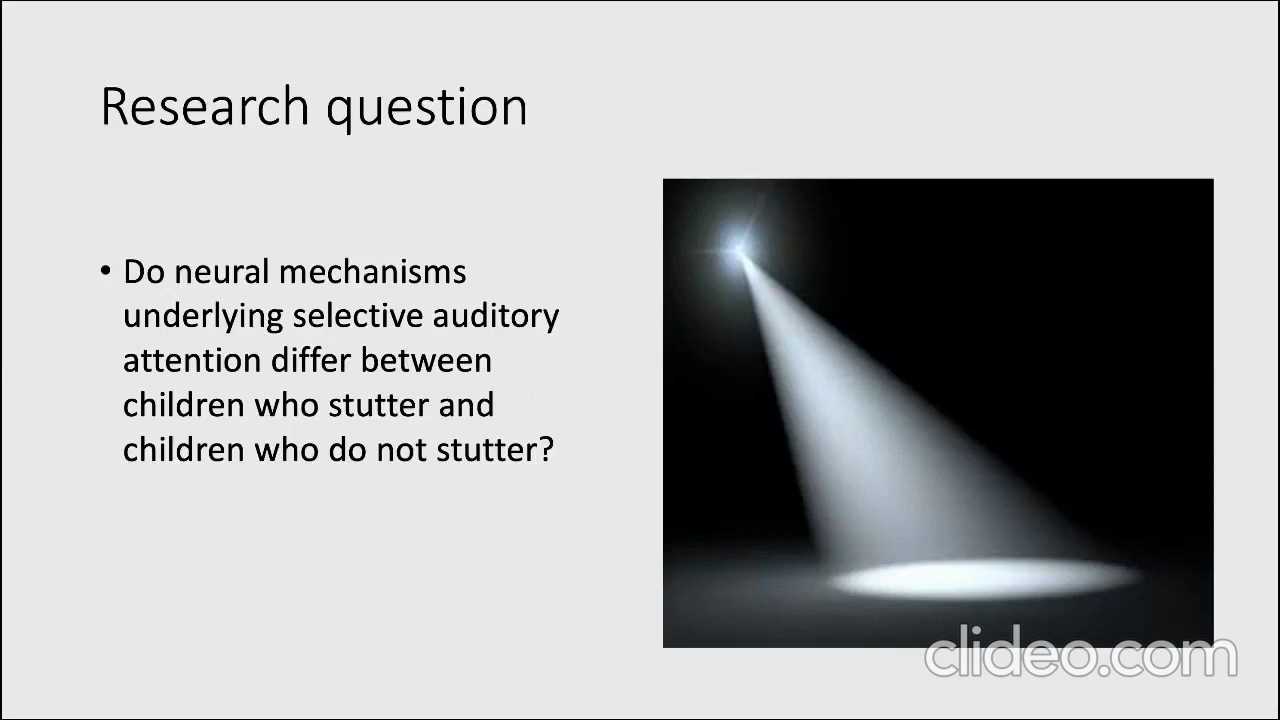 Research question
• Do neural mechanisms
underlying selective auditory
attention differ between
children who stutter and
children who do not stutter?
clideo.com